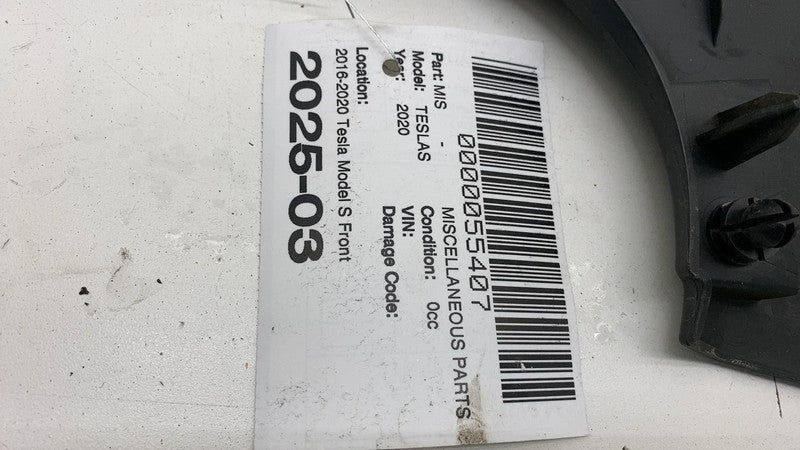 0000055407
Part: MIS - MISCELLANEOUS PARTS
Model: TESLAS Condition: 0cc
Year: 2020 VIN:
Damage Code:
Location:
2016-2020 Tesla Model S Front
2025-03